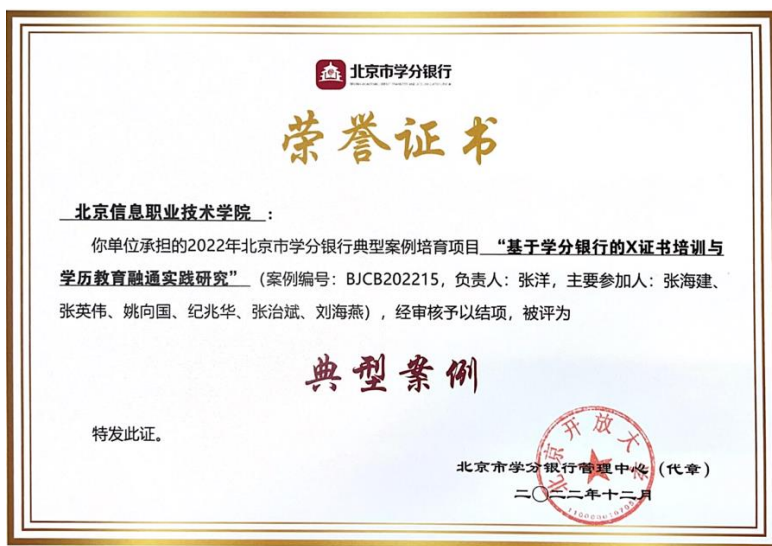 北京市学分银行
荣誉证书
北京信息职业技术学院 ：
你单位承担的2022年北京市学分银行典型案例培育项目 “基于学分银行的X证书培训与
学历教育融通实践研究” （案例编号：BJCB202215，负责人：张洋，主要参加人：张海建、
张英伟、姚向国、纪兆华、张治斌、刘海燕），经审核予以结项，被评为
典型案例
特发此证。
北京开放大学
北京市学分银行管理中心（代章）
二〇二二年十二月